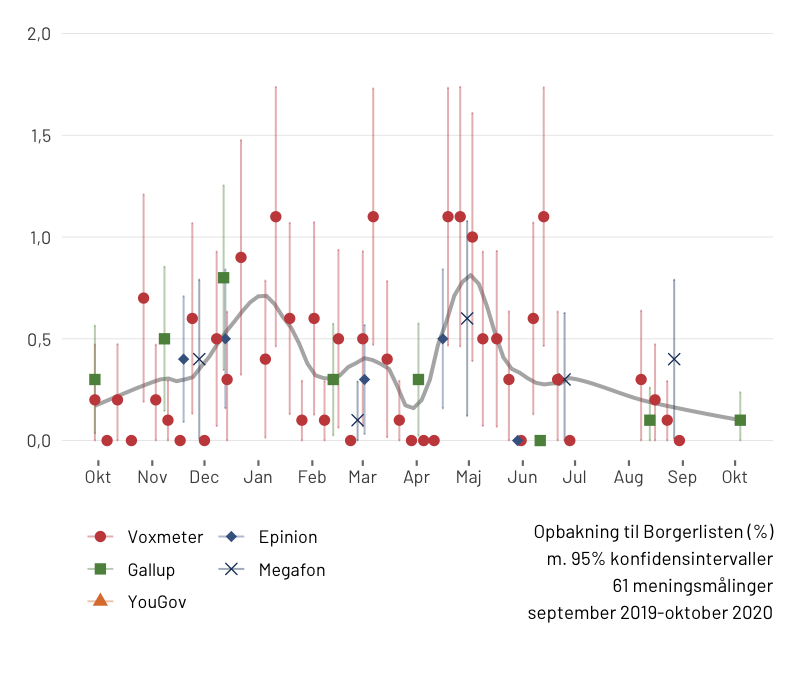 2,0
1,5
1,0
0,5
0,0
Okt Nov Dec Jan Feb Mar Apr Maj Jun Jul Aug Sep Okt
Voxmeter Epinion
Gallup Megafon
YouGov
Opbakning til Borgerlisten (%)
m. 95% konfidensintervaller
61 meningsmålinger
september 2019-oktober 2020